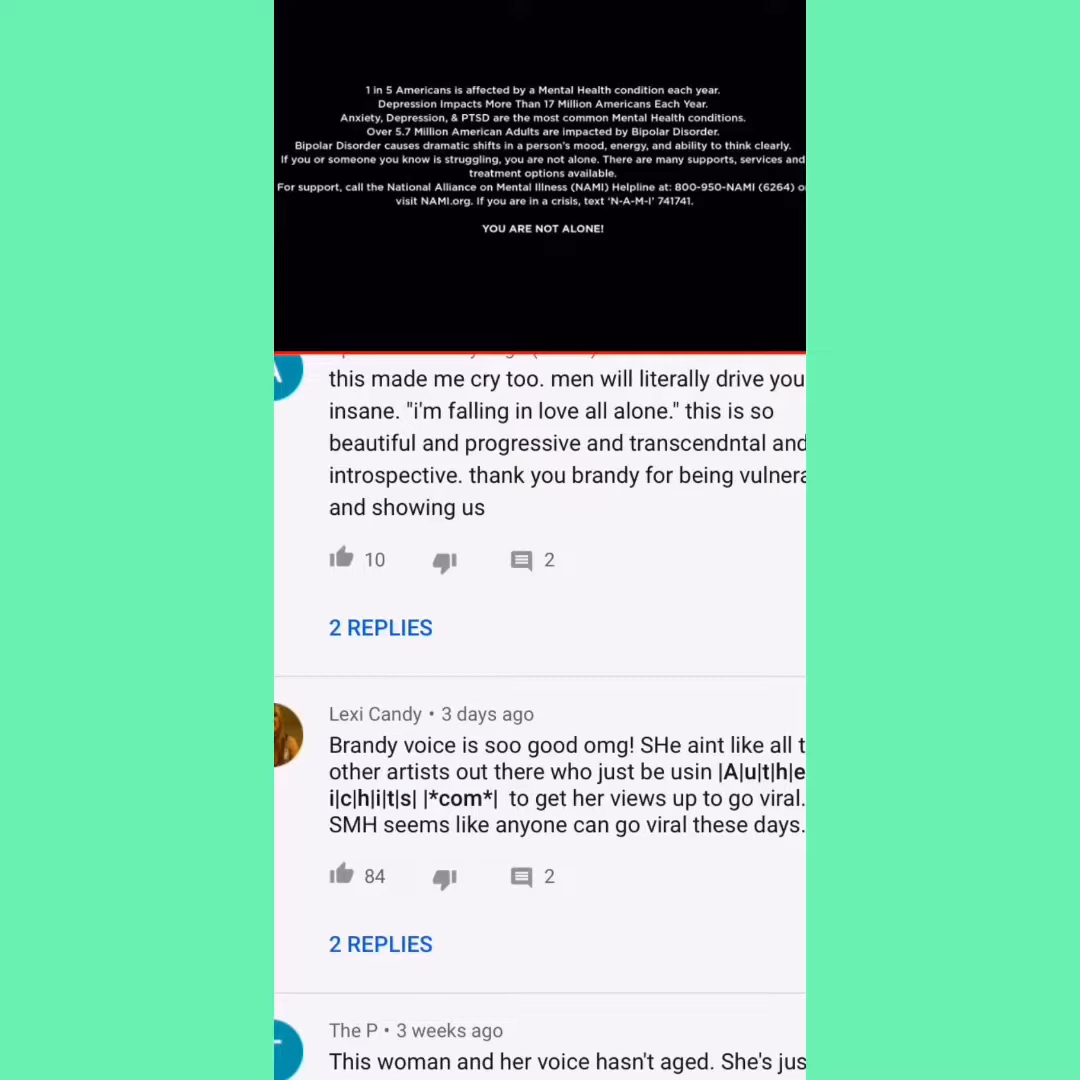 1 in 5 Americans is affected by a Mental Health condition each year.
Depression Impacts More Than 17 Million Americans Each Year.
Anxiety, Depression, & PTSD are the most common Mental Health conditions.
Over 5.7 Million American Adults are impacted by Bipolar Disorder.
Bipolar Disorder causes dramatic shifts in a person's mood, energy, and ability to think clearly.
If you or someone you know is struggling, you are not alone. There are many supports, services and
treatment options available.
For support, call the National Alliance on Mental Illness (NAMI) Helpline at: 800-950-NAMI (6264) o
visit NAMI.org. If you are in a crisis, text 'N-A-M-I' 741741.
YOU ARE NOT ALONE!
this made me cry too. men will literally drive you
insane. "i'm falling in love all alone." this is so
beautiful and progressive and transcendntal and
introspective. thank you brandy for being vulnera
and showing us
10
2
2 REPLIES
Lexi Candy • 3 days ago
Brandy voice is soo good omg! SHe aint like all t
other artists out there who just be usin |A|u|t|h|e
i|c|h|i|t|s| |*com*| to get her views up to go viral.
SMH seems like anyone can go viral these days.
84
2
2 REPLIES
The P • 3 weeks ago
This woman and her voice hasn't aged. She's jus